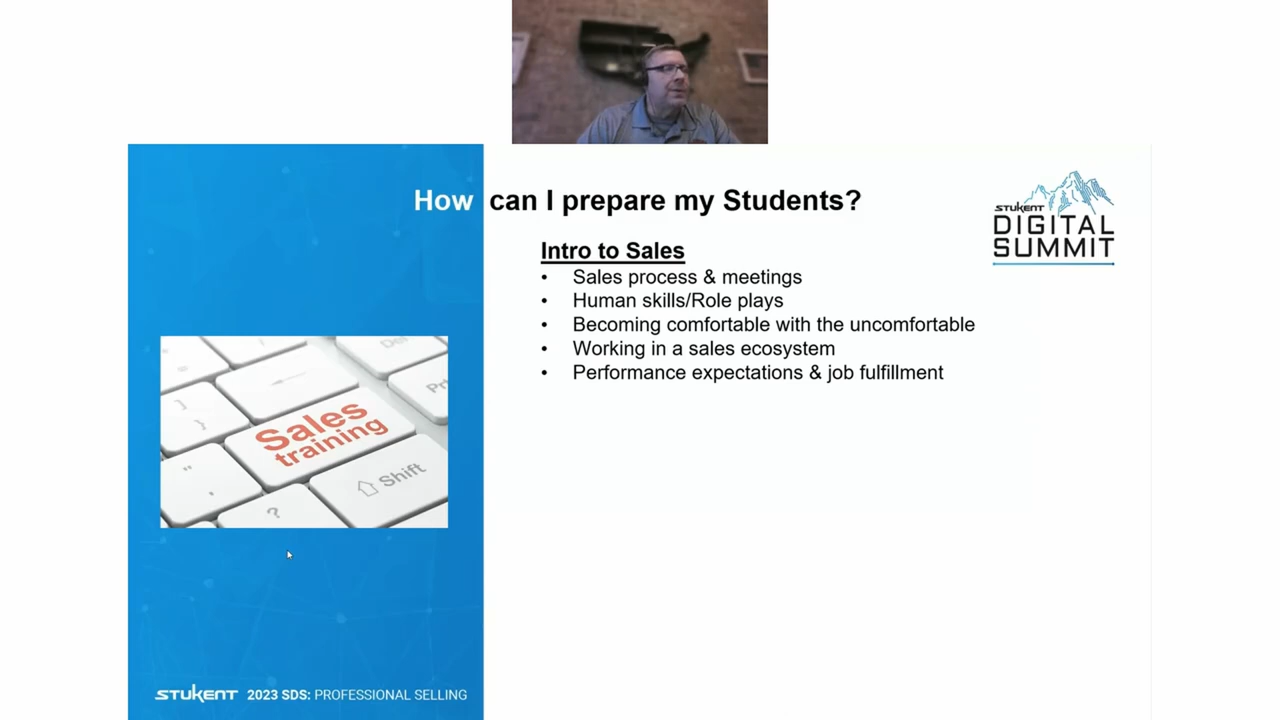 How can I prepare my Students?
STUKENT
DIGITAL
SUMMIT
Intro to Sales
• Sales process & meetings
• Human skills/Role plays
• Becoming comfortable with the uncomfortable
• Working in a sales ecosystem
• Performance expectations & job fulfillment
Del
Pr
]
}
Sales
training
"
,
Shift
?
STUKENT 2023 SDS: PROFESSIONAL SELLING